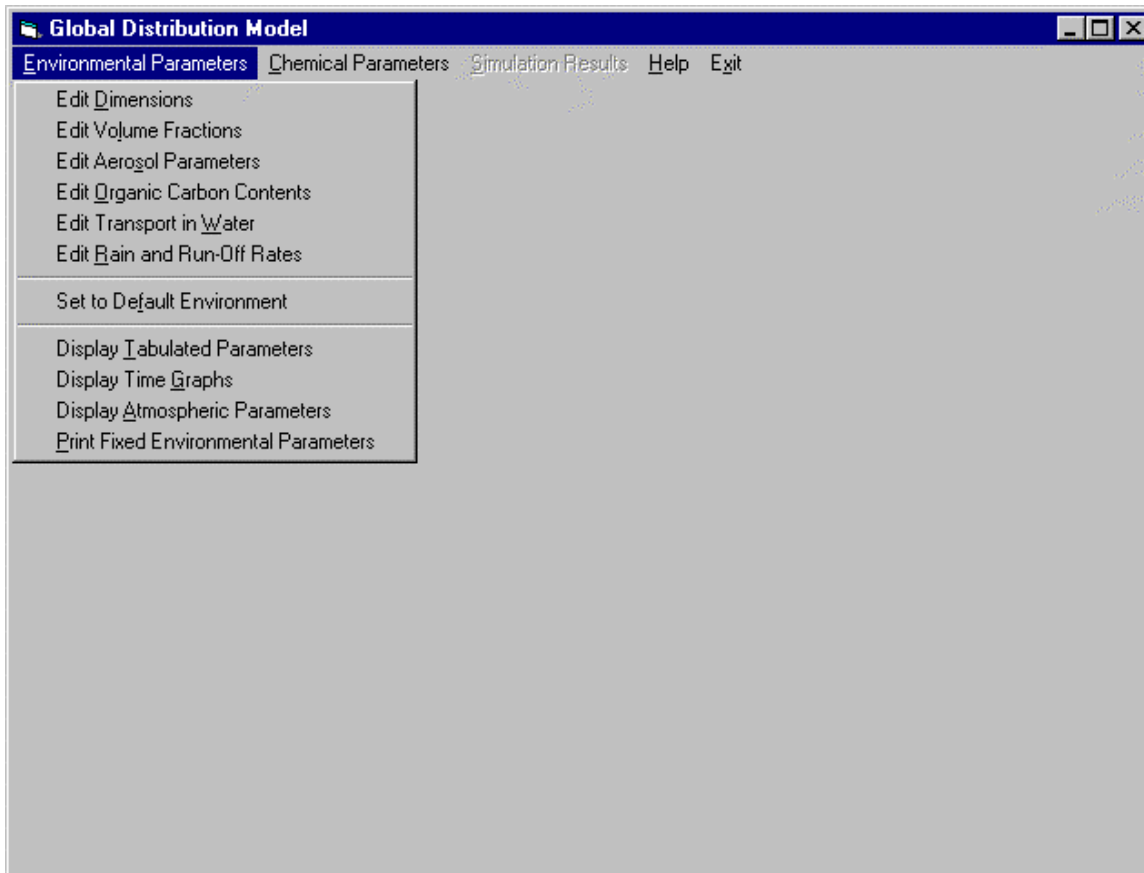 Global Distribution Model
Environmental Parameters Chemical Parameters Simulation Results Help Exit
Edit Dimensions
Edit Volume Fractions
Edit Aerosol Parameters
Edit Organic Carbon Contents
Edit Transport in Water
Edit Rain and Run-Off Rates
Set to Default Environment
Display Tabulated Parameters
Display Time Graphs
Display Atmospheric Parameters
Print Fixed Environmental Parameters